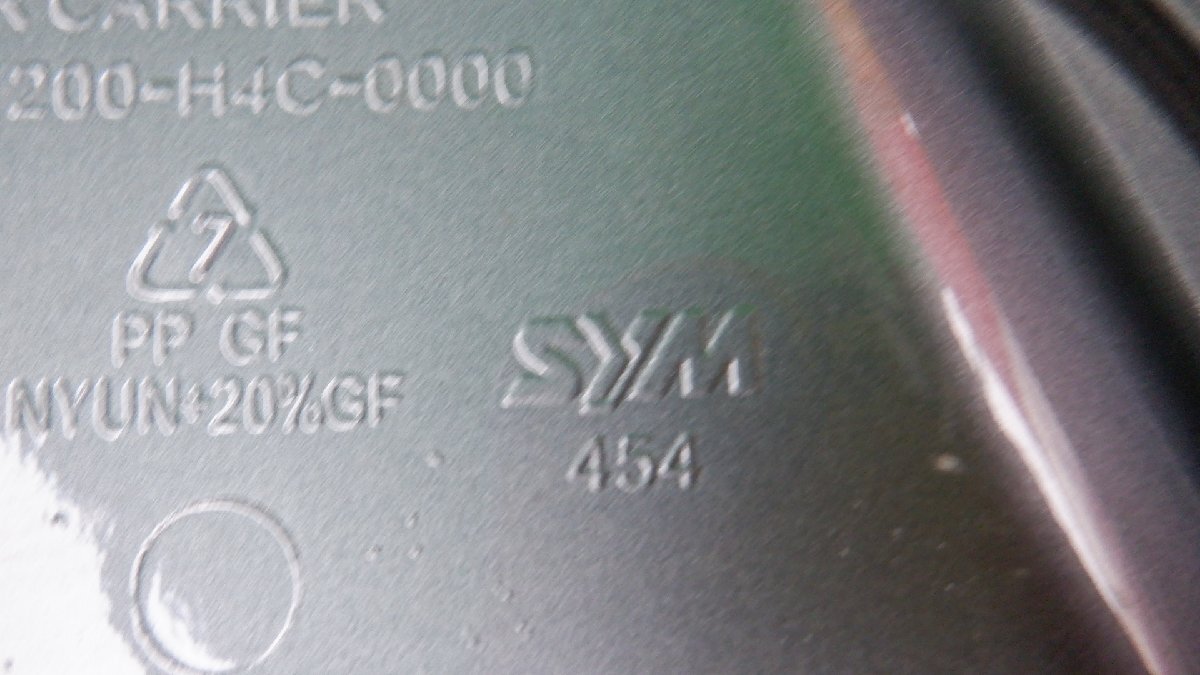 R CARRIER
200-H4C-0000
7
PP GF
NYUN+20%GF
SYM
454